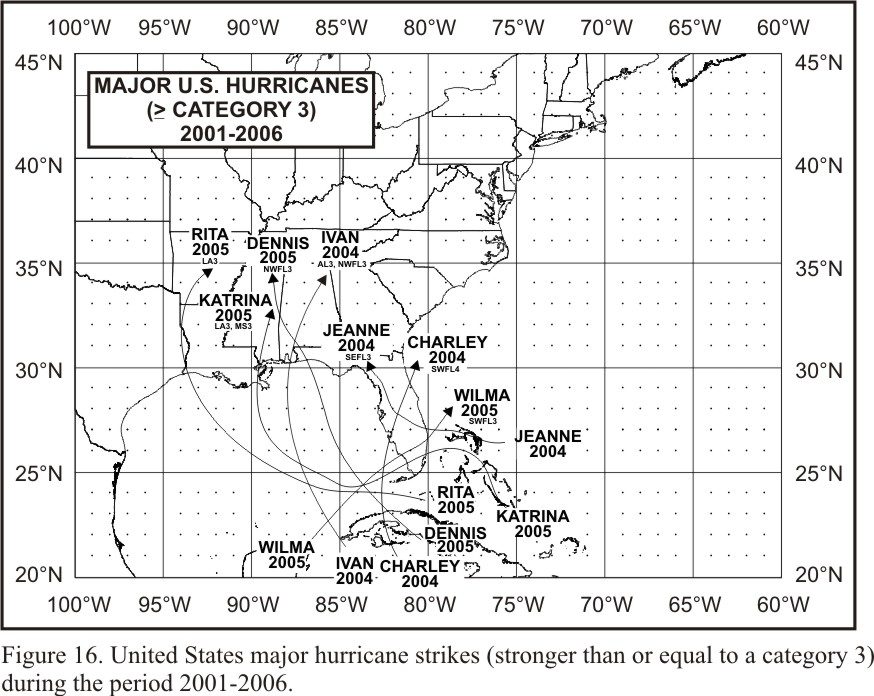 100°W 95°W 90°W 85°W 80°W 75°W 70°W 65°W 60°W
45°N 45°N
MAJOR U.S. HURRICANES
(≥ CATEGORY 3)
2001-2006
40°N 40°N
RITA
2005
LA3
DENNIS
2005
NWFL3
IVAN
2004
AL3, NWFL3
35°N 35°N
KATRINA
2005
LA3, MS3
JEANNE
2004
SEFL3
CHARLEY
2004
SWFL4
30°N 30°N
WILMA
2005
SWFL3
JEANNE
2004
25°N 25°N
RITA
2005
KATRINA
2005
DENNIS
2005
WILMA
2005
IVAN
2004
CHARLEY
2004
20°N 20°N
100°W 95°W 90°W 85°W 80°W 75°W 70°W 65°W 60°W
Figure 16. United States major hurricane strikes (stronger than or equal to a category 3)
during the period 2001-2006.